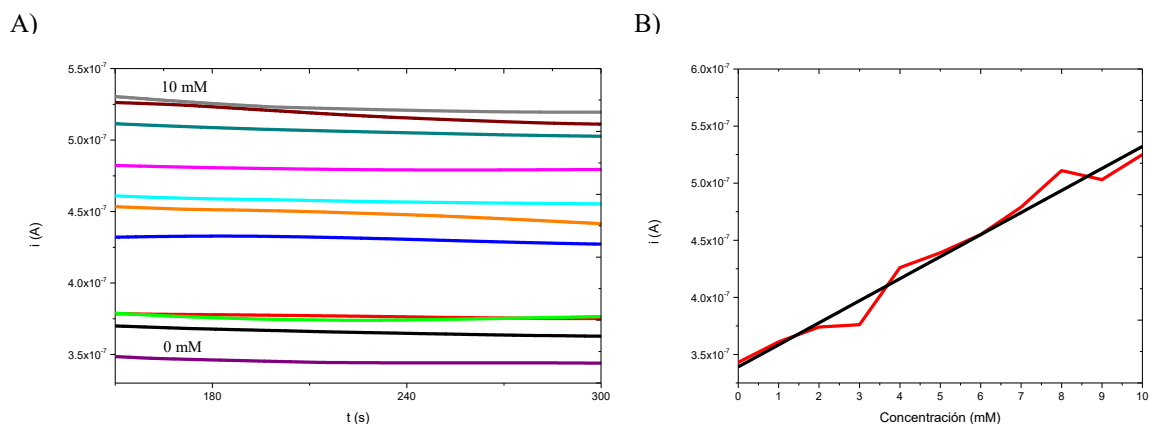 A)
B)
5.5x10⁻⁷
10 mM
5.0x10⁻⁷
4.5x10⁻⁷
i (A)
4.0x10⁻⁷
3.5x10⁻⁷
0 mM
180
240
300
t (s)
6.0x10⁻⁷
5.5x10⁻⁷
5.0x10⁻⁷
i (A)
4.5x10⁻⁷
4.0x10⁻⁷
3.5x10⁻⁷
0 1 2 3 4 5 6 7 8 9 10
Concentración (mM)